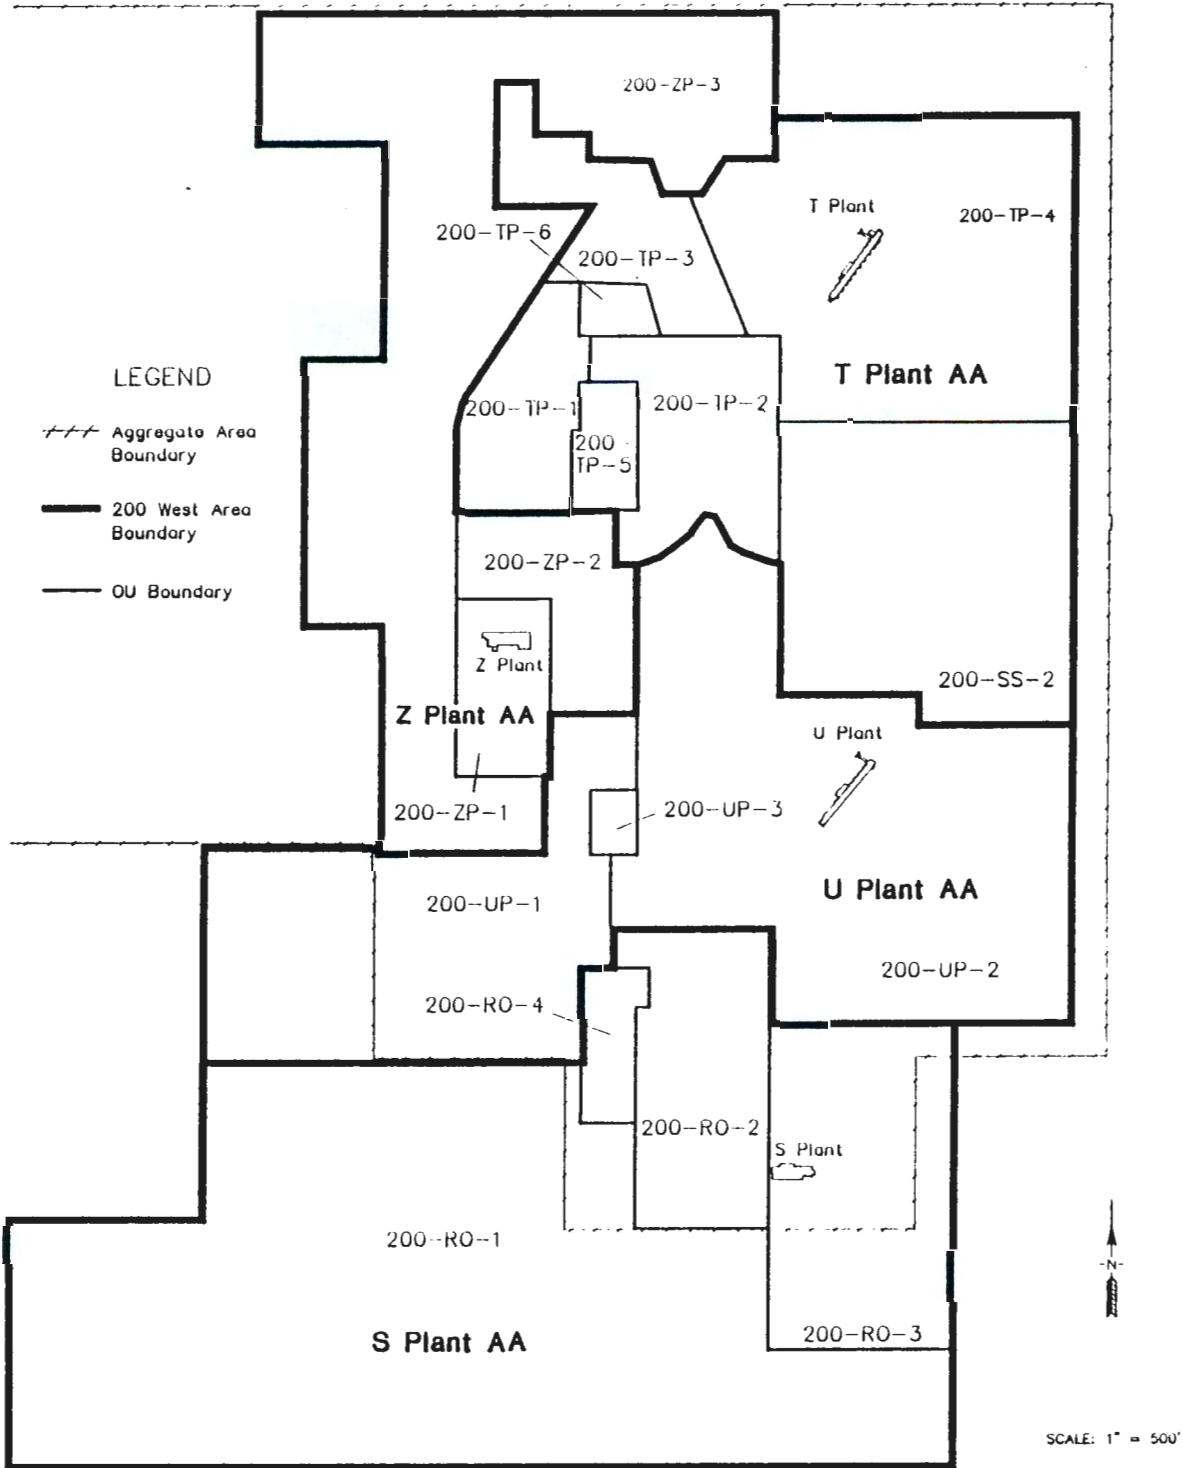 200-ZP-3
T Plant
200-TP-4
200-TP-6
200-TP-3
T Plant AA
LEGEND
Aggregate Area
Boundary
200 West Area
Boundary
OU Boundary
200-TP-1
200-TP-2
200-
TP-5
200-ZP-2
Z Plant
200-SS-2
Z Plant AA
U Plant
200-ZP-1
200-UP-3
U Plant AA
200-UP-1
200-UP-2
200-RO-4
200-RO-2
S Plant
200-RO-1
-N-
200-RO-3
S Plant AA
SCALE: 1" = 500'